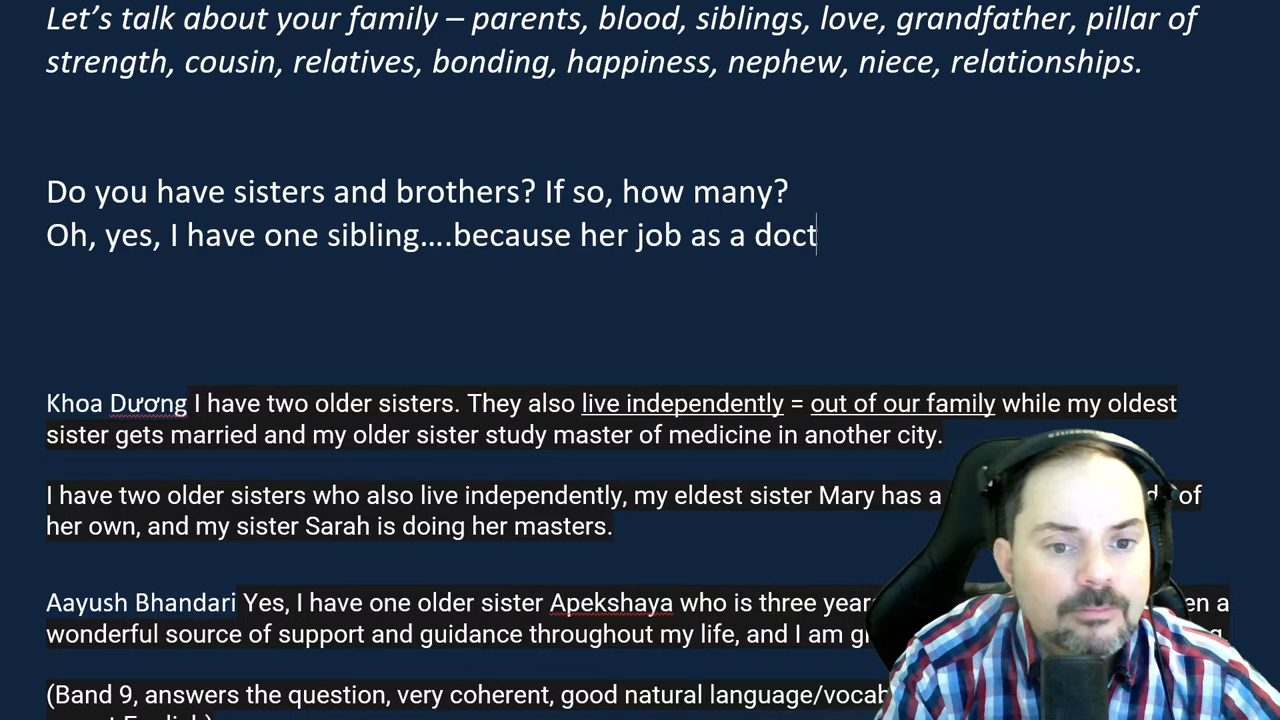 Let’s talk about your family – parents, blood, siblings, love, grandfather, pillar of
strength, cousin, relatives, bonding, happiness, nephew, niece, relationships.
Do you have sisters and brothers? If so, how many?
Oh, yes, I have one sibling….because her job as a doct
Khoa Dương I have two older sisters. They also live independently = out of our family while my oldest
sister gets married and my older sister study master of medicine in another city.
I have two older sisters who also live independently, my eldest sister Mary has a of
her own, and my sister Sarah is doing her masters.
Aayush Bhandari Yes, I have one older sister Apekshaya who is three a
wonderful source of support and guidance throughout my life, and I am
(Band 9, answers the question, very coherent, good natural